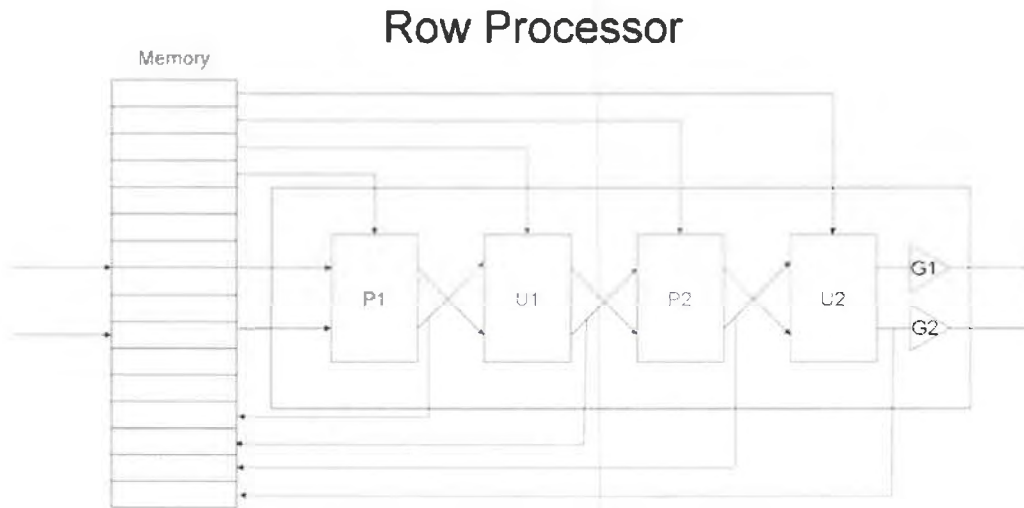 Row Processor
Memory
P1
U1
P2
U2
G1
G2